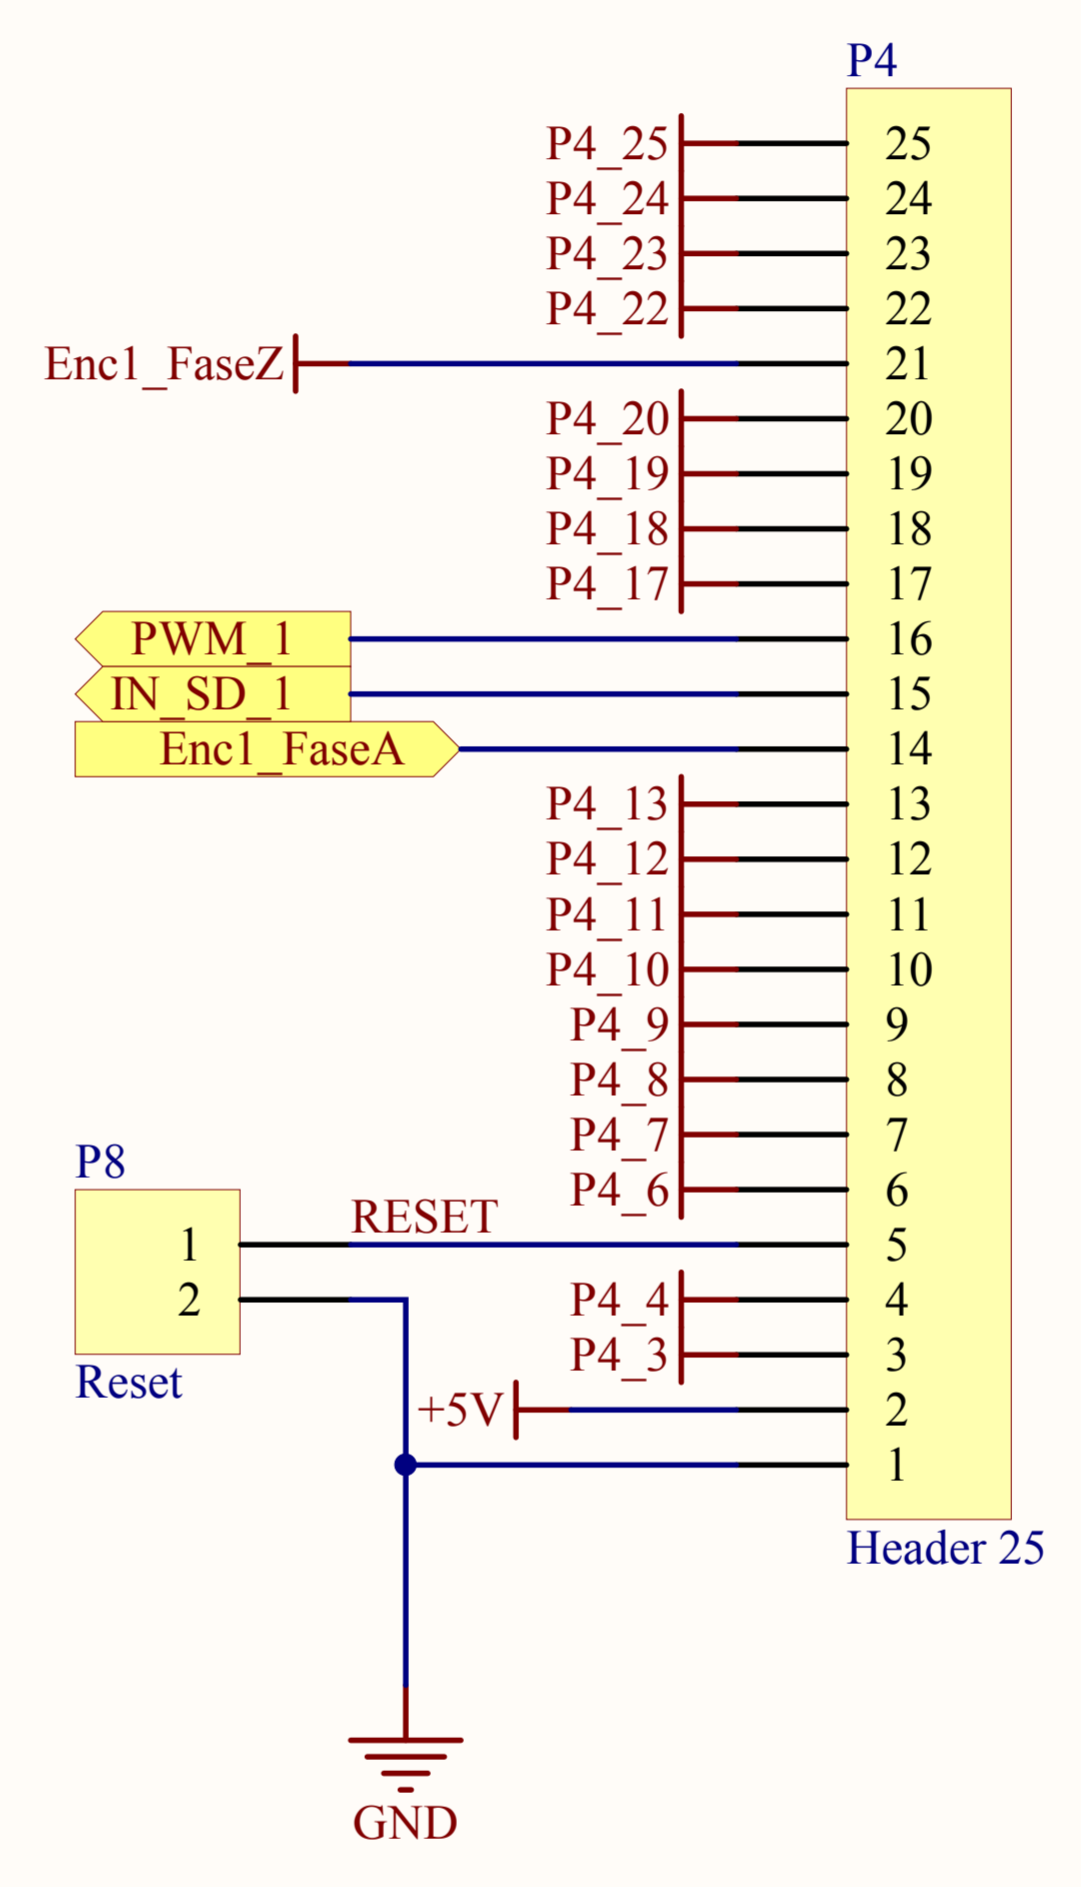 P4
P4_25 25
P4_24 24
P4_23 23
P4_22 22
Enc1_FaseZ 21
P4_20 20
P4_19 19
P4_18 18
P4_17 17
PWM_1 16
IN_SD_1 15
Enc1_FaseA 14
P4_13 13
P4_12 12
P4_11 11
P4_10 10
P4_9 9
P4_8 8
P4_7 7
P8
P4_6 6
RESET
1 5
2 P4_4 4
P4_3 3
Reset
+5V 2
1
Header 25
GND